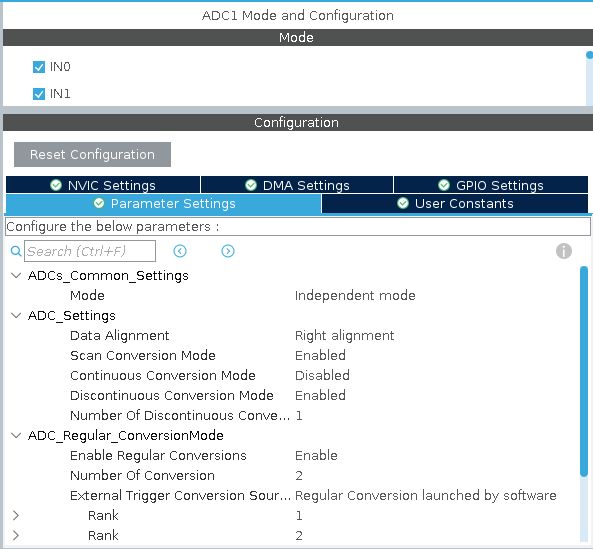 ADC1 Mode and Configuration
Mode
IN0
IN1
Configuration
Reset Configuration
NVIC Settings
DMA Settings
GPIO Settings
Parameter Settings
User Constants
Configure the below parameters :
Search (Ctrl+F)
ADCs_Common_Settings
Mode Independent mode
ADC_Settings
Data Alignment Right alignment
Scan Conversion Mode Enabled
Continuous Conversion Mode Disabled
Discontinuous Conversion Mode Enabled
Number Of Discontinuous Conve... 1
ADC_Regular_ConversionMode
Enable Regular Conversions Enable
Number Of Conversion 2
External Trigger Conversion Sour... Regular Conversion launched by software
Rank 1
Rank 2